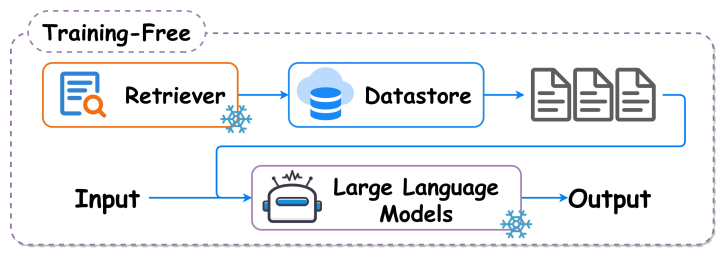 Training-Free
Retriever
Datastore
Input
Large Language
Models
Output